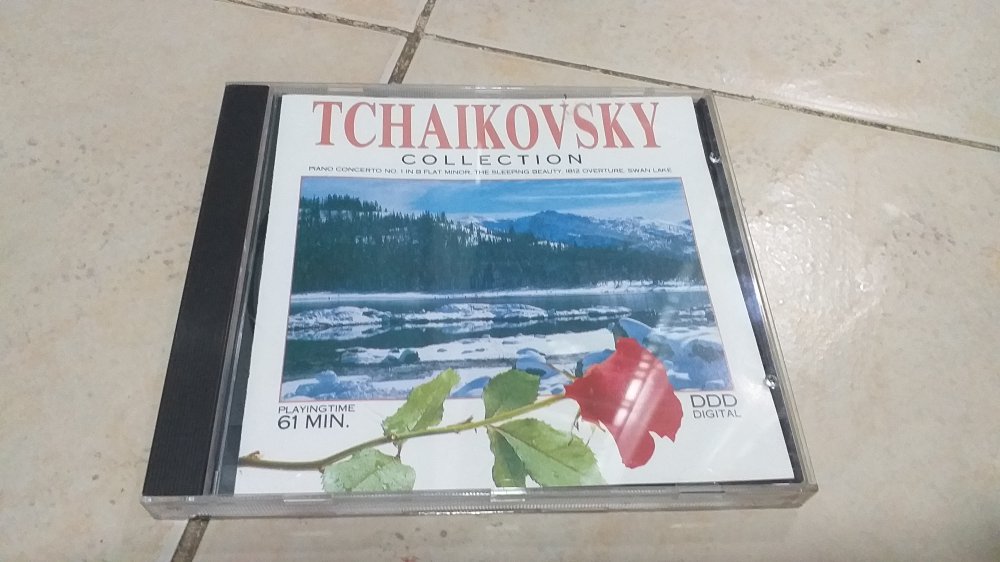 TCHAIKOVSKY
COLLECTION
PIANO CONCERTO NO. 1 IN B FLAT MINOR, THE SLEEPING BEAUTY, 1812 OVERTURE, SWAN LAKE
PLAYINGTIME
61 MIN.
DDD
DIGITAL